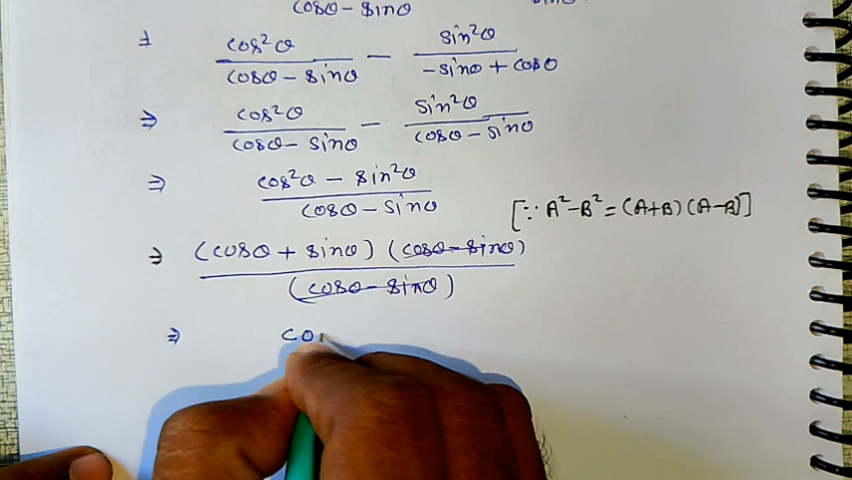 cosθ - sinθ
⇒ cos²θ / (cosθ - sinθ) - sin²θ / (-sinθ + cosθ)
⇒ cos²θ / (cosθ - sinθ) - sin²θ / (cosθ - sinθ)
⇒ (cos²θ - sin²θ) / (cosθ - sinθ)
[∵ A² - B² = (A+B) (A-B)]
⇒ (cosθ + sinθ) (cosθ - sinθ) / (cosθ - sinθ)
⇒ co